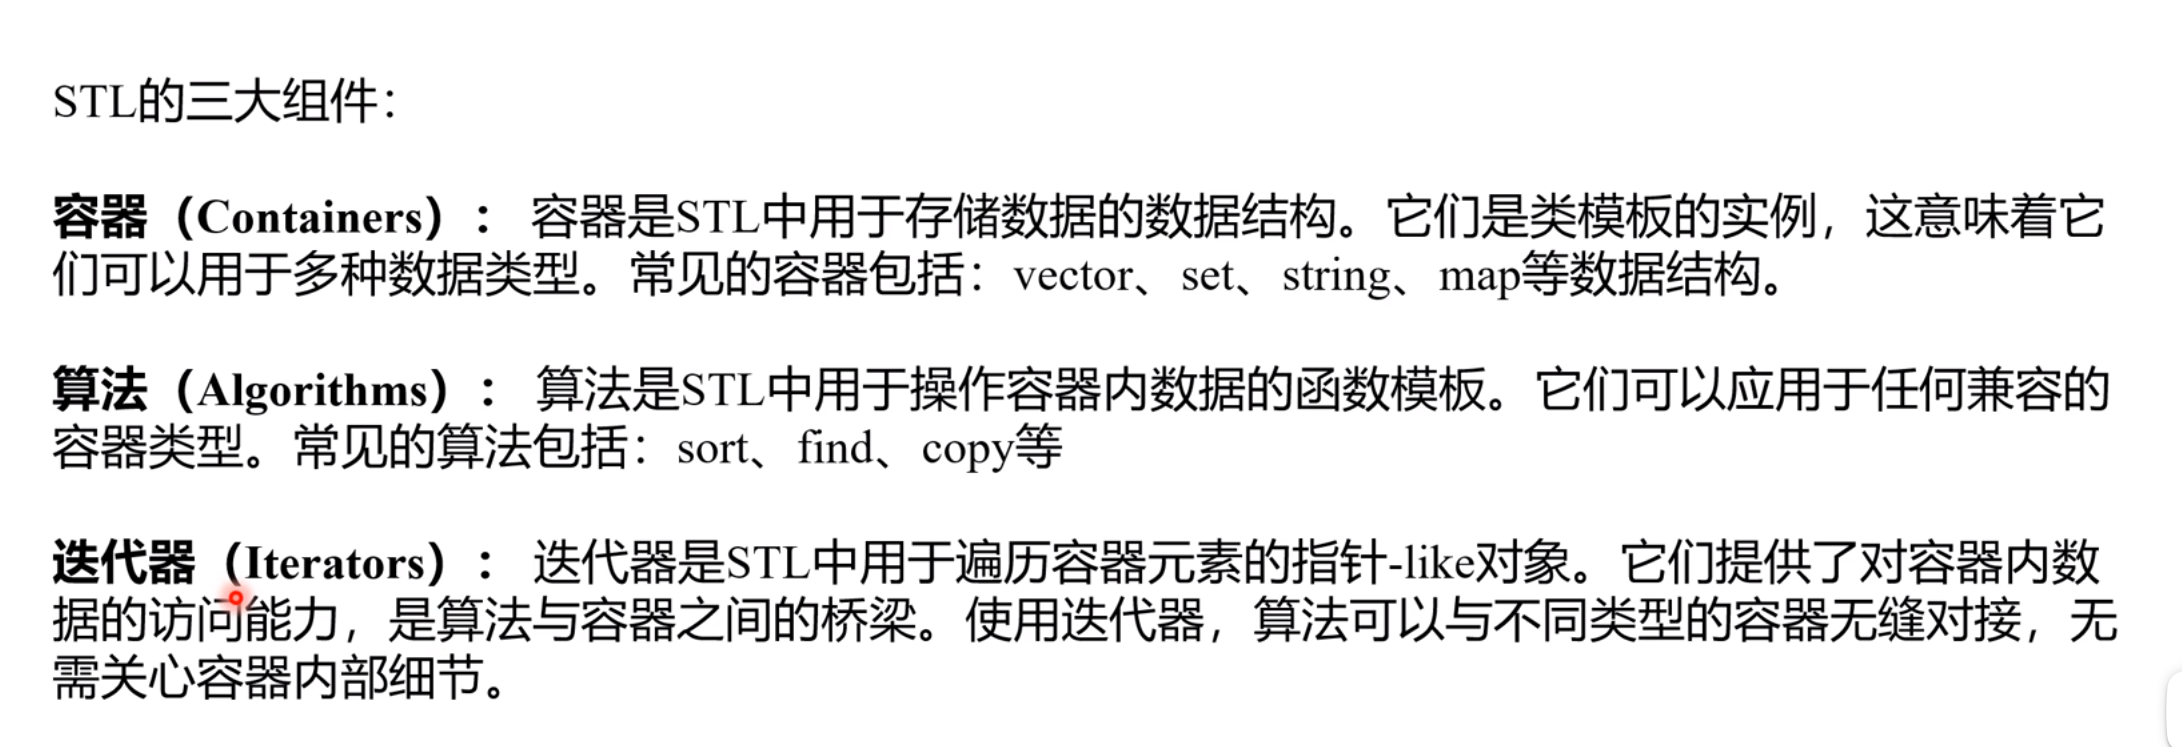 STL的三大组件：
容器（Containers）： 容器是STL中用于存储数据的数据结构。它们是类模板的实例，这意味着它
们可以用于多种数据类型。常见的容器包括：vector、set、string、map等数据结构。
算法（Algorithms）： 算法是STL中用于操作容器内数据的函数模板。它们可以应用于任何兼容的
容器类型。常见的算法包括：sort、find、copy等
迭代器（Iterators）： 迭代器是STL中用于遍历容器元素的指针-like对象。它们提供了对容器内数
据的访问能力，是算法与容器之间的桥梁。使用迭代器，算法可以与不同类型的容器无缝对接，无
需关心容器内部细节。